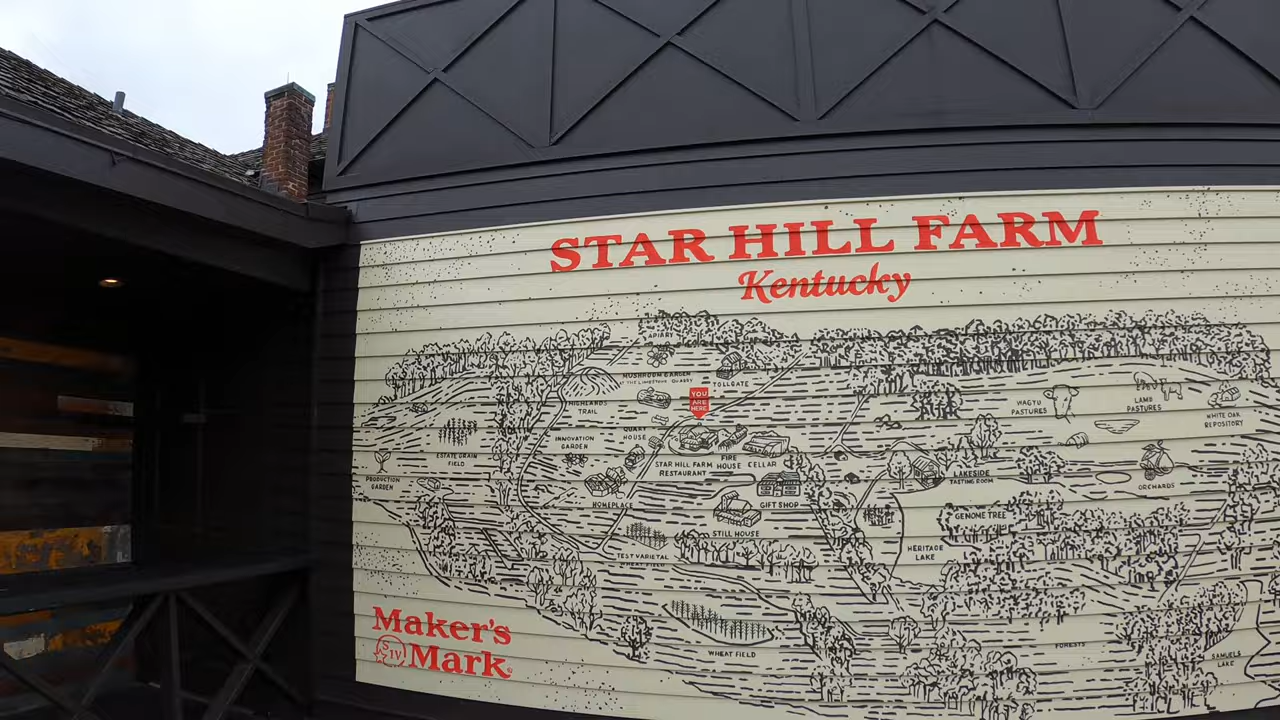 STAR HILL FARM
Kentucky
APIARY
MUSHROOM GARDEN
@ THE LIMESTONE QUARRY
TOLLGATE
HIGHLANDS
TRAIL
YOU
ARE
HERE
WAGYU
PASTURES
LAMB
PASTURES
WHITE OAK
REPOSITORY
QUART
HOUSE
INNOVATION
GARDEN
ESTATE GRAIN
FIELD
STAR HILL FARM
RESTAURANT
FIRE
HOUSE
CELLAR
PRODUCTION
GARDEN
LAKESIDE
TASTING ROOM
ORCHARDS
HOMEPLACE
GIFT SHOP
GENOME TREE
STILL HOUSE
TEST VARIETAL
WHEAT FIELD
HERITAGE
LAKE
WHEAT FIELD
FORESTS
SAMUELS
LAKE
Maker's
SIV Mark